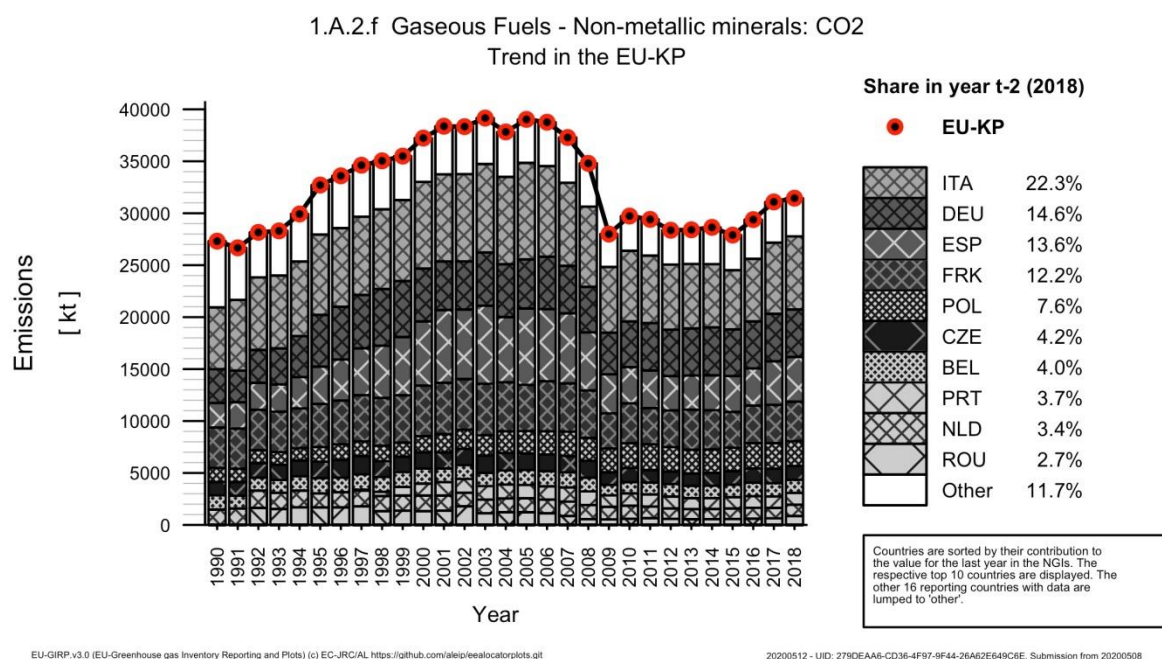 1.A.2.f Gaseous Fuels - Non-metallic minerals: CO2
Trend in the EU-KP
Share in year t-2 (2018)
EU-KP
ITA 22.3%
DEU 14.6%
ESP 13.6%
FRK 12.2%
POL 7.6%
CZE 4.2%
BEL 4.0%
PRT 3.7%
NLD 3.4%
ROU 2.7%
Other 11.7%
Emissions
[ kt ]
40000
35000
30000
25000
20000
15000
10000
5000
0
1990 1991 1992 1993 1994 1995 1996 1997 1998 1999 2000 2001 2002 2003 2004 2005 2006 2007 2008 2009 2010 2011 2012 2013 2014 2015 2016 2017 2018
Year
Countries are sorted by their contribution to
the value for the last year in the NGIs. The
respective top 10 countries are displayed. The
other 16 reporting countries with data are
lumped to 'other'.
EU-GIRP.v3.0 (EU-Greenhouse gas Inventory Reporting and Plots) (c) EC-JRC/AL https://github.com/aleip/eealocatorplots.git
20200512 - UID: 279DEAA6-CD36-4F97-9F44-26A62E649C6E. Submission from 20200508